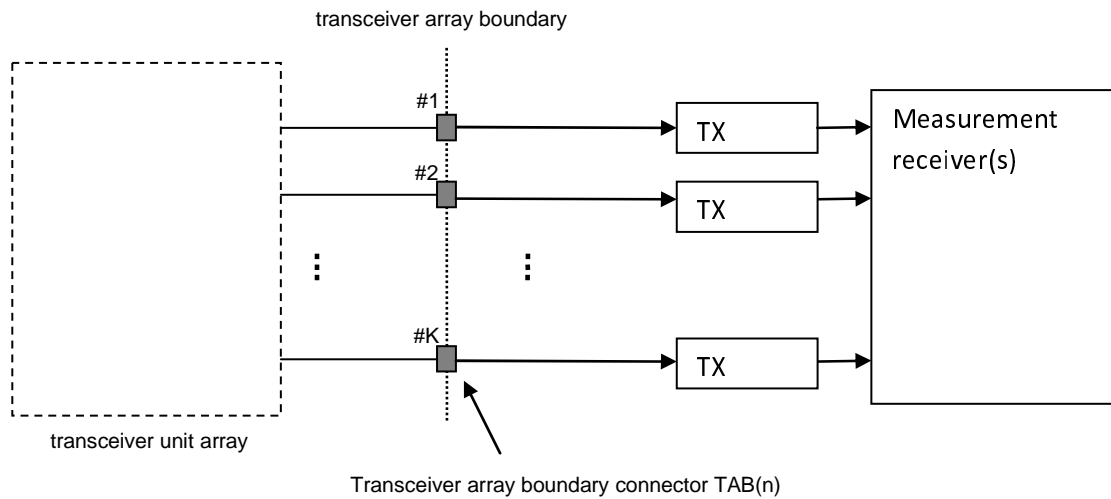 transceiver array boundary
#1
TX
Measurement
receiver(s)
#2
TX
#K
TX
transceiver unit array
Transceiver array boundary connector TAB(n)